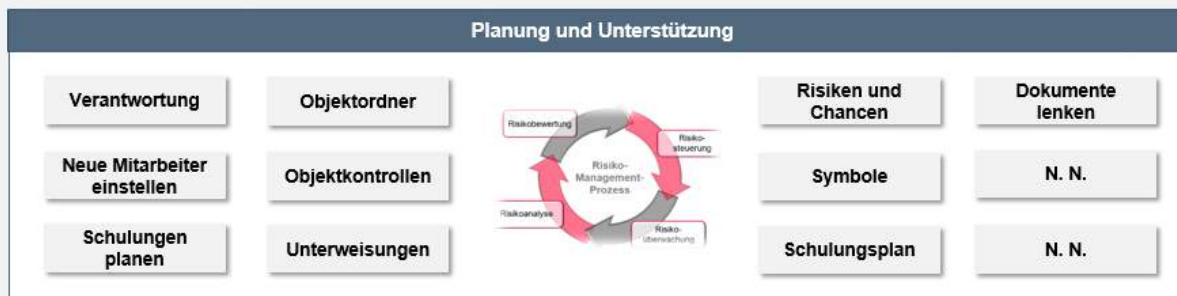 Planung und Unterstützung
Verantwortung
Objektordner
Risiken und
Chancen
Dokumente
lenken
Neue Mitarbeiter
einstellen
Objektkontrollen
Symbole
N. N.
Schulungen
planen
Unterweisungen
Schulungsplan
N. N.
Risikobewertung
Risiko-
steuerung
Risiko-
Management-
Prozess
Risikoanalyse
Risiko-
überwachung